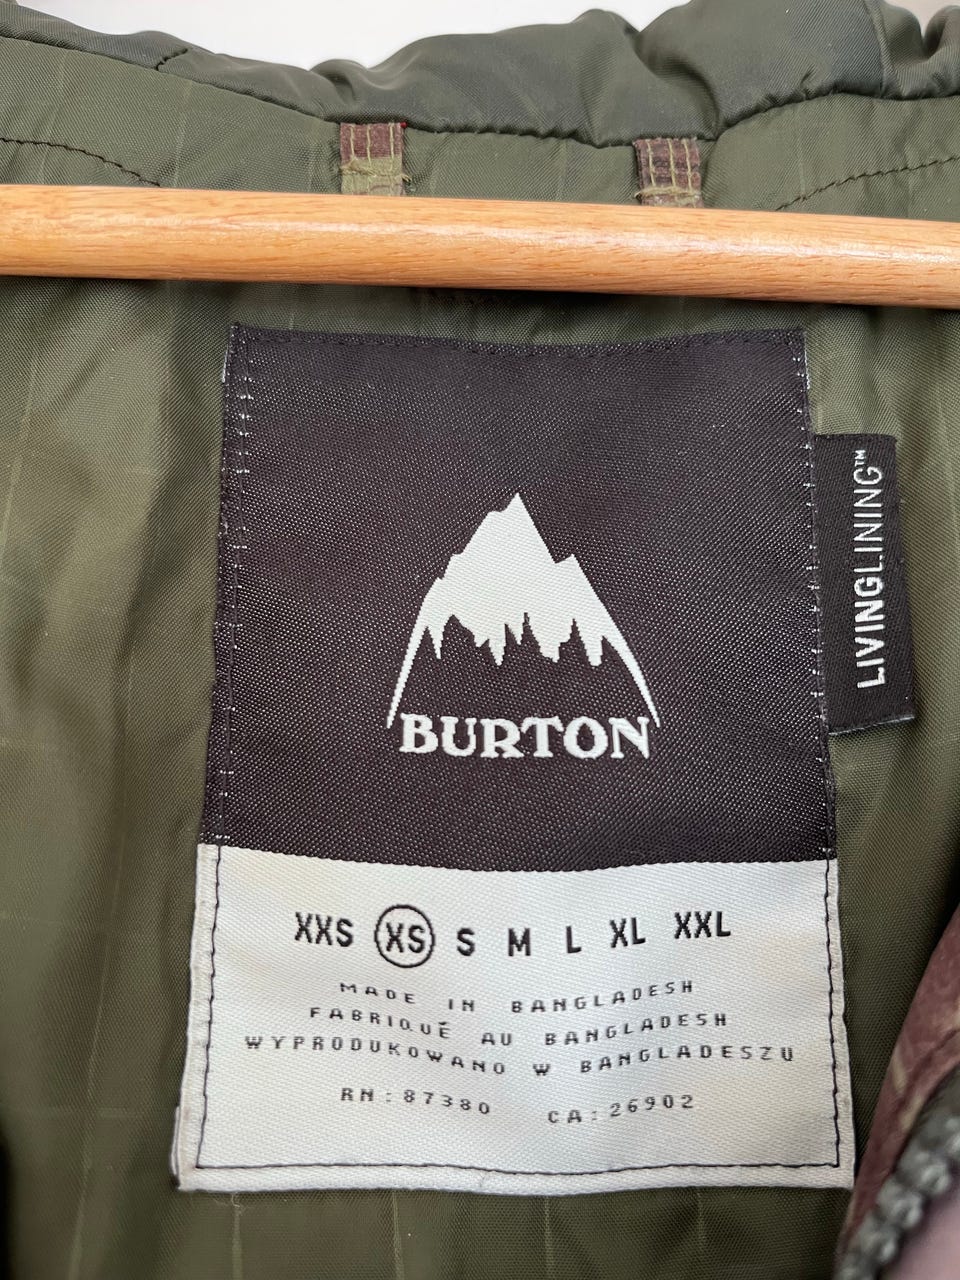 BURTON
LIVINGLINING™
XXS XS S M L XL XXL
MADE IN BANGLADESH
FABRIQUÉ AU BANGLADESH
WYPRODUKOWANO W BANGLADESZU
RN:87380 CA:26902